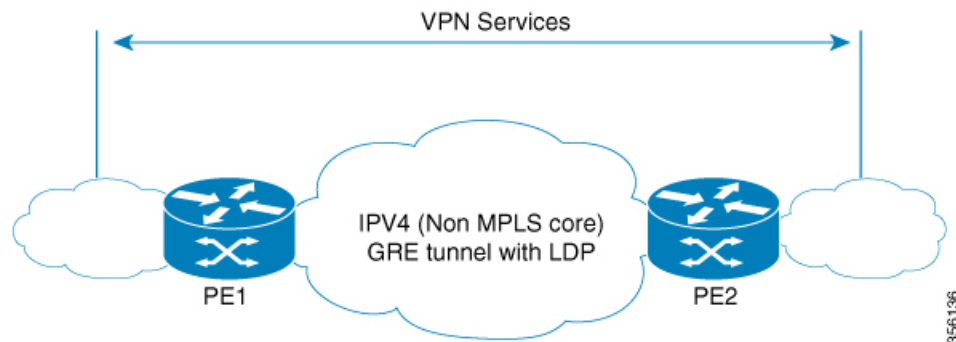 VPN Services
IPV4 (Non MPLS core)
GRE tunnel with LDP
PE1
PE2
356136